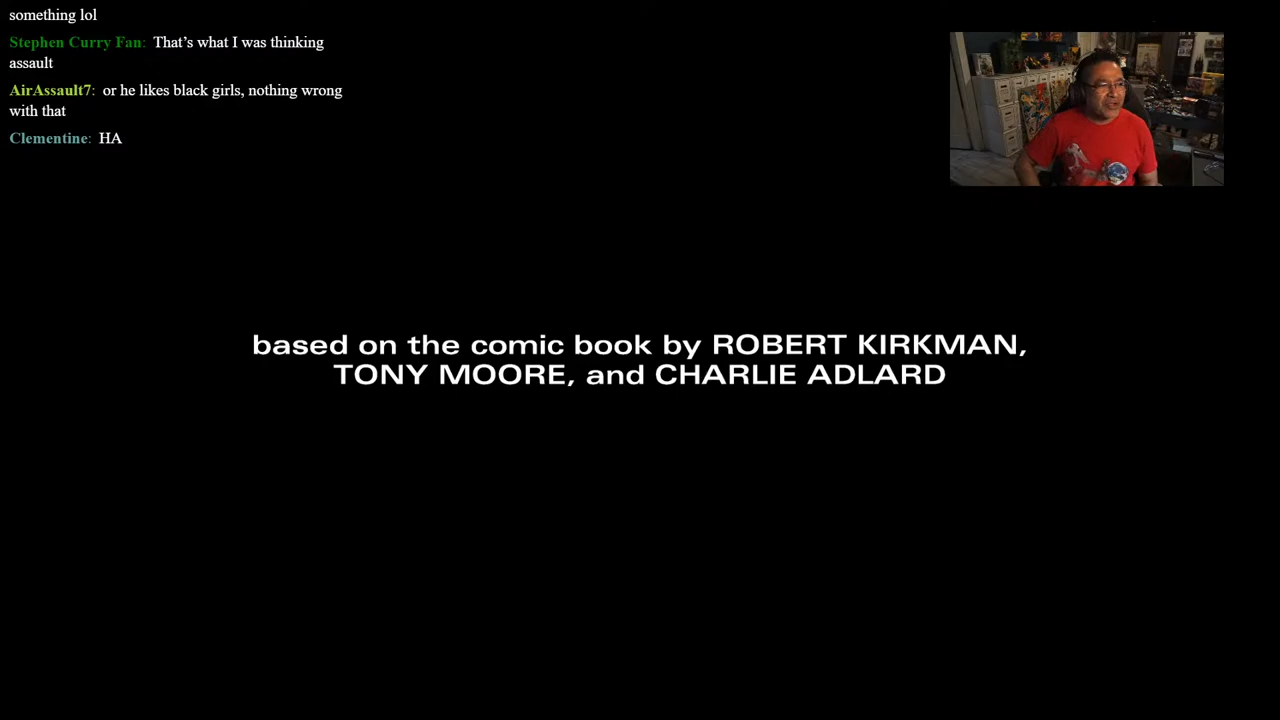 something lol
Stephen Curry Fan: That’s what I was thinking
assault
AirAssault7: or he likes black girls, nothing wrong
with that
Clementine: HA
based on the comic book by ROBERT KIRKMAN,
TONY MOORE, and CHARLIE ADLARD